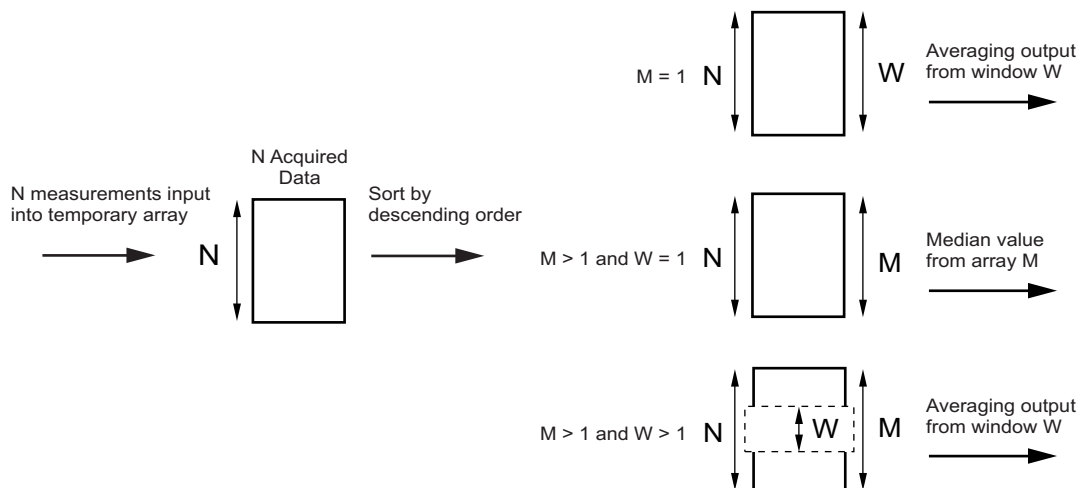 N measurements input
into temporary array
N Acquired
Data
N
Sort by
descending order
M = 1
N
W
Averaging output
from window W
M > 1 and W = 1
N
M
Median value
from array M
M > 1 and W > 1
N
W
M
Averaging output
from window W